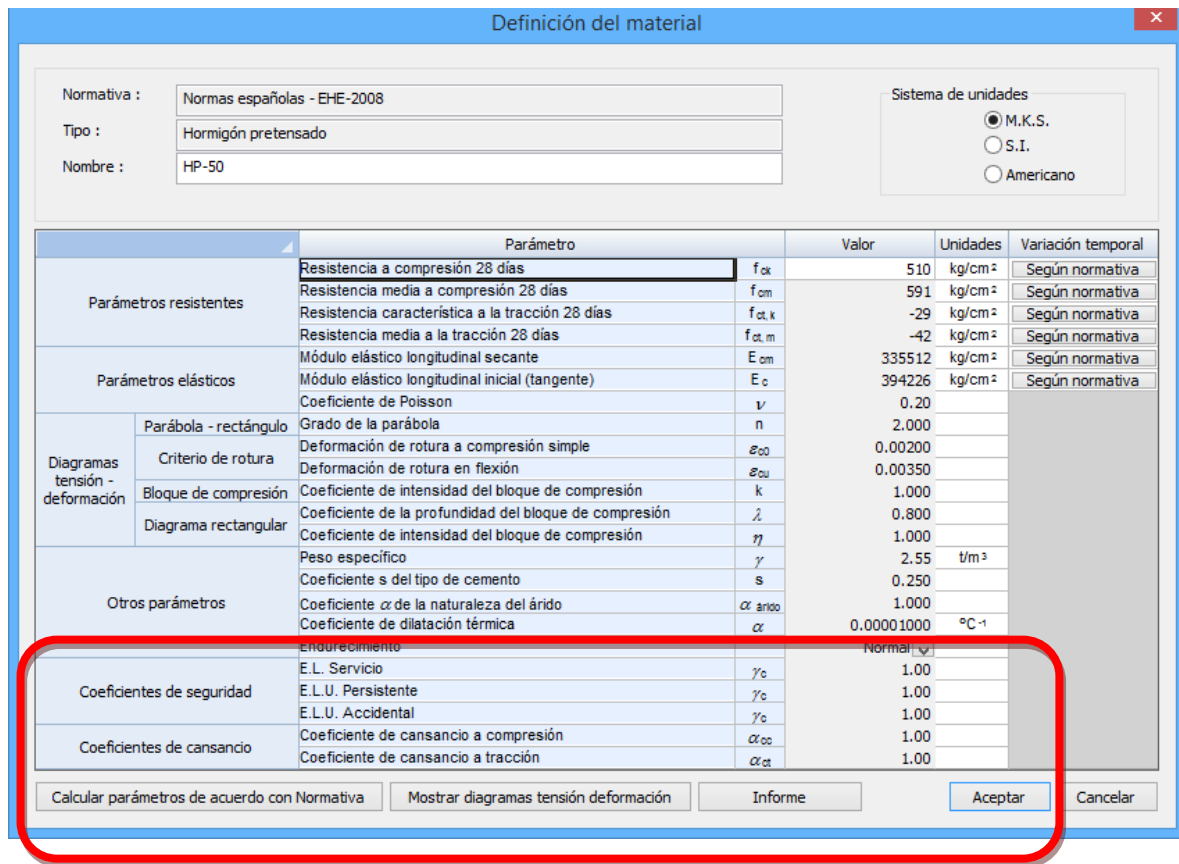 Definición del material
Normativa : Normas españolas - EHE-2008
Tipo : Hormigón pretensado
Nombre : HP-50
Sistema de unidades
M.K.S.
S.I.
Americano
Parámetro Valor Unidades Variación temporal
Parámetros resistentes
Resistencia a compresión 28 días f ck 510 kg/cm² Según normativa
Resistencia media a compresión 28 días f cm 591 kg/cm² Según normativa
Resistencia característica a la tracción 28 días f ct, k -29 kg/cm² Según normativa
Resistencia media a la tracción 28 días f ct, m -42 kg/cm² Según normativa
Parámetros elásticos
Módulo elástico longitudinal secante E cm 335512 kg/cm² Según normativa
Módulo elástico longitudinal inicial (tangente) E c 394226 kg/cm² Según normativa
Coeficiente de Poisson ν 0.20
Diagramas tensión - deformación
Parábola - rectángulo Grado de la parábola n 2.000
Criterio de rotura
Deformación de rotura a compresión simple ε c0 0.00200
Deformación de rotura en flexión ε cu 0.00350
Bloque de compresión Coeficiente de intensidad del bloque de compresión k 1.000
Diagrama rectangular
Coeficiente de la profundidad del bloque de compresión λ 0.800
Coeficiente de intensidad del bloque de compresión η 1.000
Otros parámetros
Peso específico γ 2.55 t/m³
Coeficiente s del tipo de cemento s 0.250
Coeficiente α de la naturaleza del árido α árido 1.000
Coeficiente de dilatación térmica α 0.00001000 ºC⁻¹
Endurecimiento Normal
Coeficientes de seguridad
E.L. Servicio γc 1.00
E.L.U. Persistente γc 1.00
E.L.U. Accidental γc 1.00
Coeficientes de cansancio
Coeficiente de cansancio a compresión α cc 1.00
Coeficiente de cansancio a tracción α ct 1.00
Calcular parámetros de acuerdo con Normativa Mostrar diagramas tensión deformación Informe Aceptar Cancelar